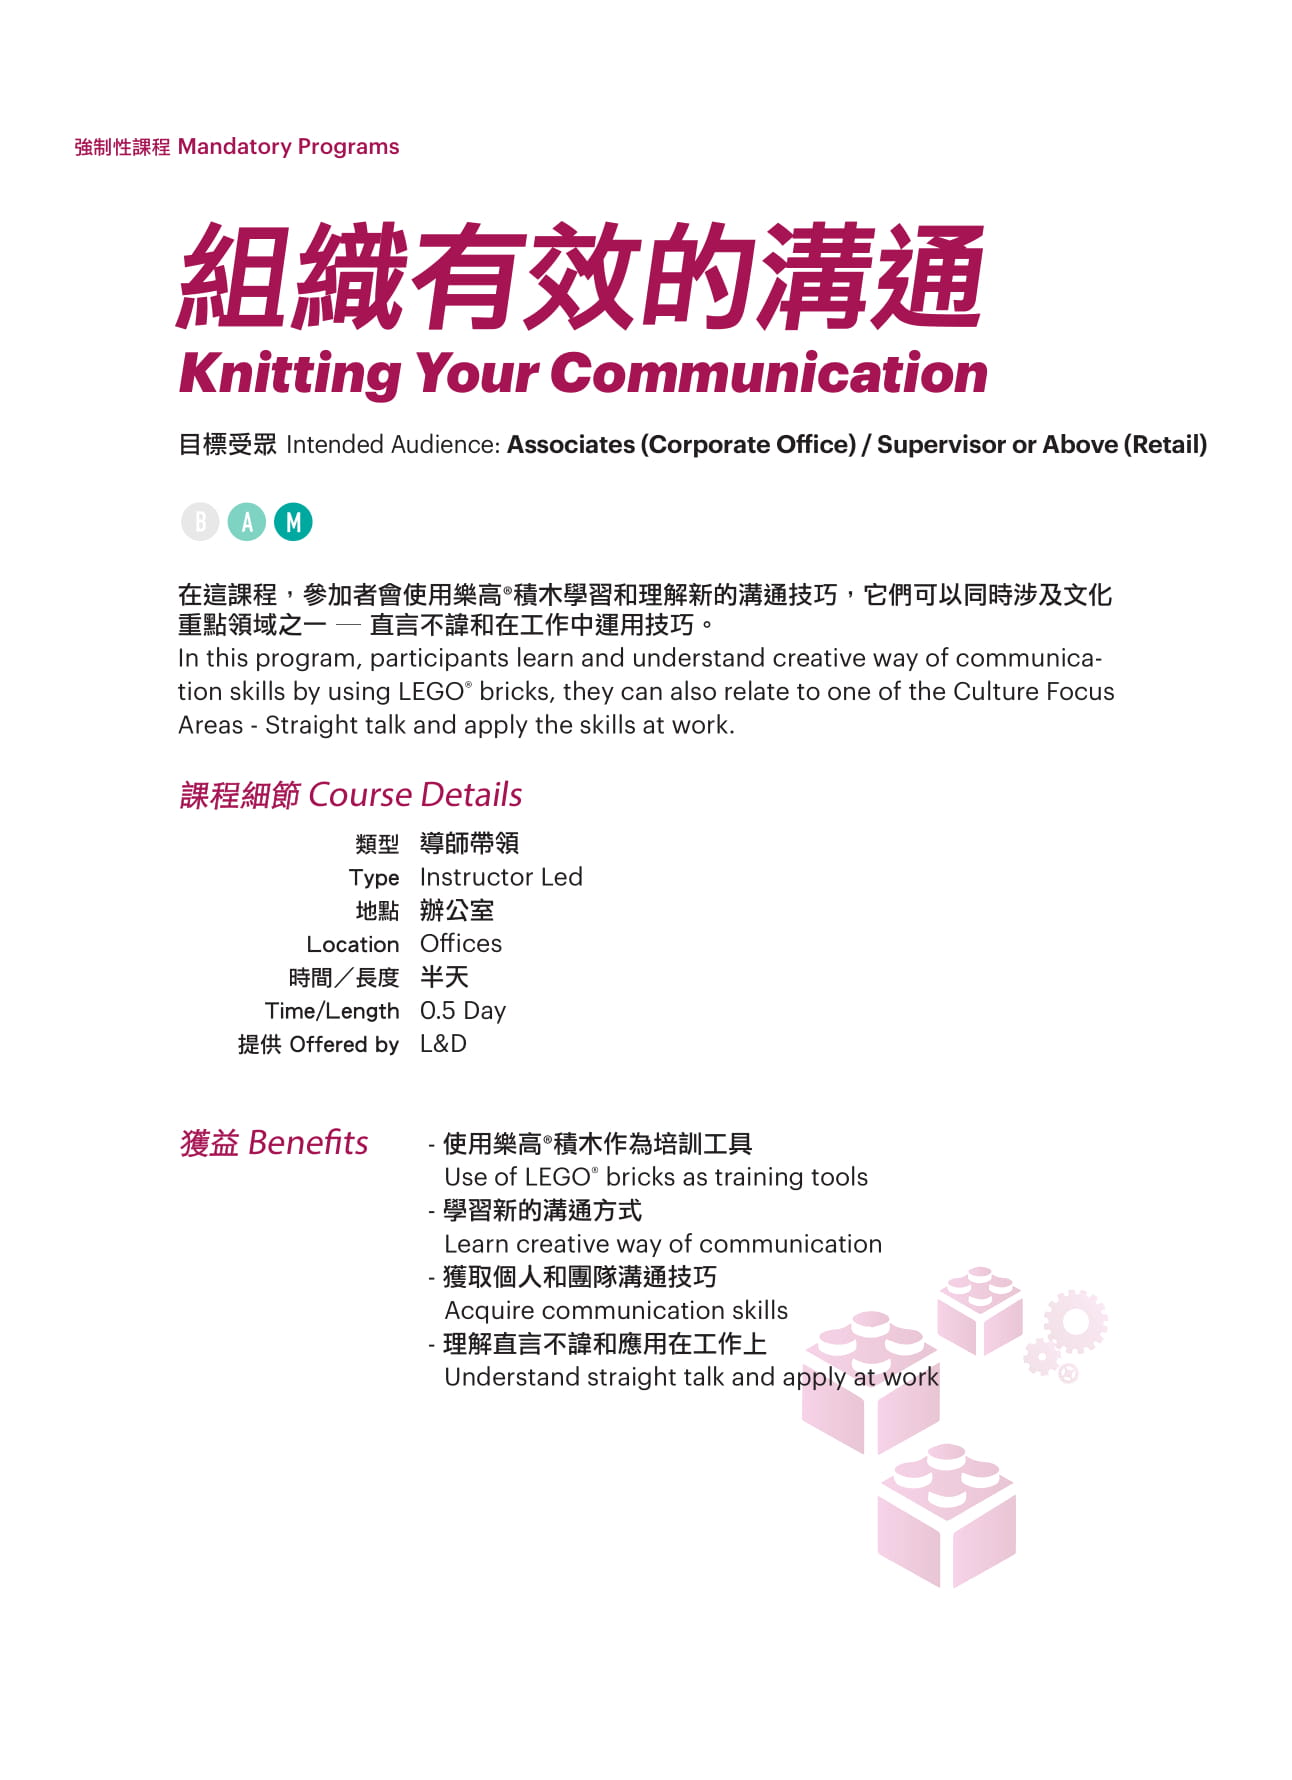 強制性課程 Mandatory Programs
組織有效的溝通
Knitting Your Communication
目標受眾 Intended Audience: Associates (Corporate Office) / Supervisor or Above (Retail)
B A M
在這課程，參加者會使用樂高®積木學習和理解新的溝通技巧，它們可以同時涉及文化
重點領域之一 — 直言不諱和在工作中運用技巧。
In this program, participants learn and understand creative way of communica-
tion skills by using LEGO® bricks, they can also relate to one of the Culture Focus
Areas - Straight talk and apply the skills at work.
課程細節 Course Details
類型 導師帶領
Type Instructor Led
地點 辦公室
Location Offices
時間／長度 半天
Time/Length 0.5 Day
提供 Offered by L&D
獲益 Benefits
- 使用樂高®積木作為培訓工具
Use of LEGO® bricks as training tools
- 學習新的溝通方式
Learn creative way of communication
- 獲取個人和團隊溝通技巧
Acquire communication skills
- 理解直言不諱和應用在工作上
Understand straight talk and apply at work